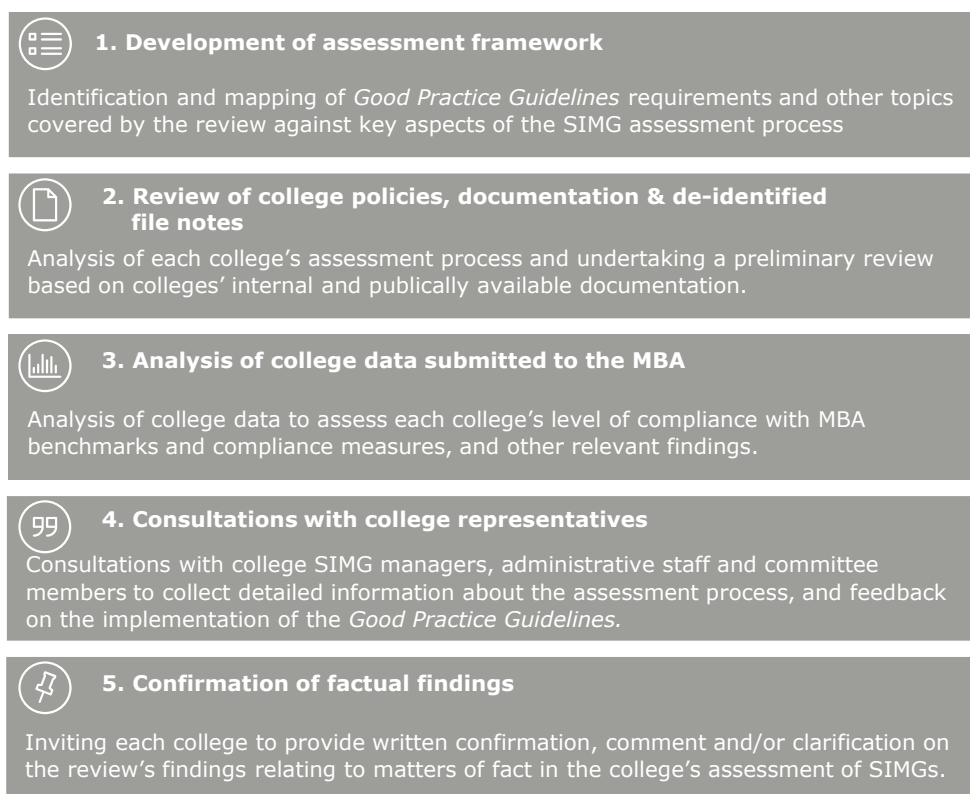 1. Development of assessment framework
Identification and mapping of Good Practice Guidelines requirements and other topics
covered by the review against key aspects of the SIMG assessment process
2. Review of college policies, documentation & de-identified
file notes
Analysis of each college’s assessment process and undertaking a preliminary review
based on colleges’ internal and publically available documentation.
3. Analysis of college data submitted to the MBA
Analysis of college data to assess each college’s level of compliance with MBA
benchmarks and compliance measures, and other relevant findings.
4. Consultations with college representatives
Consultations with college SIMG managers, administrative staff and committee
members to collect detailed information about the assessment process, and feedback
on the implementation of the Good Practice Guidelines.
5. Confirmation of factual findings
Inviting each college to provide written confirmation, comment and/or clarification on
the review’s findings relating to matters of fact in the college’s assessment of SIMGs.